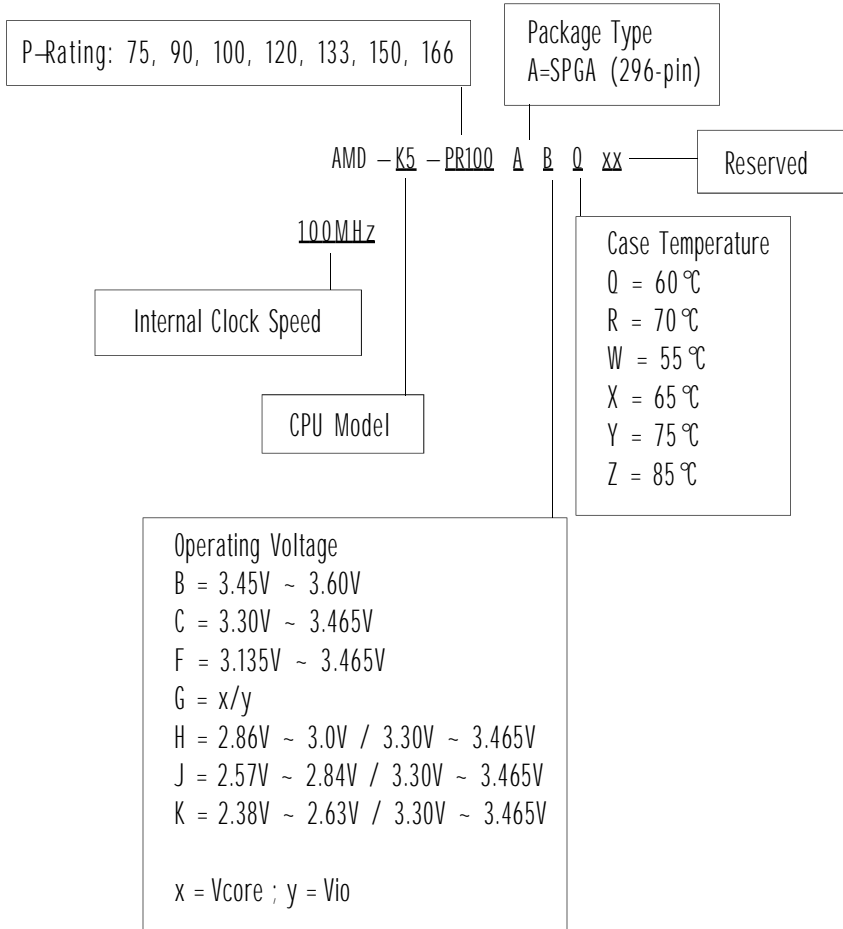 P-Rating: 75, 90, 100, 120, 133, 150, 166
Package Type
A=SPGA (296-pin)
AMD - K5 - PR100 A B Q xx
Reserved
100MHz
Internal Clock Speed
CPU Model
Case Temperature
Q = 60°C
R = 70°C
W = 55°C
X = 65°C
Y = 75°C
Z = 85°C
Operating Voltage
B = 3.45V ~ 3.60V
C = 3.30V ~ 3.465V
F = 3.135V ~ 3.465V
G = x/y
H = 2.86V ~ 3.0V / 3.30V ~ 3.465V
J = 2.57V ~ 2.84V / 3.30V ~ 3.465V
K = 2.38V ~ 2.63V / 3.30V ~ 3.465V
x = Vcore ; y = Vio